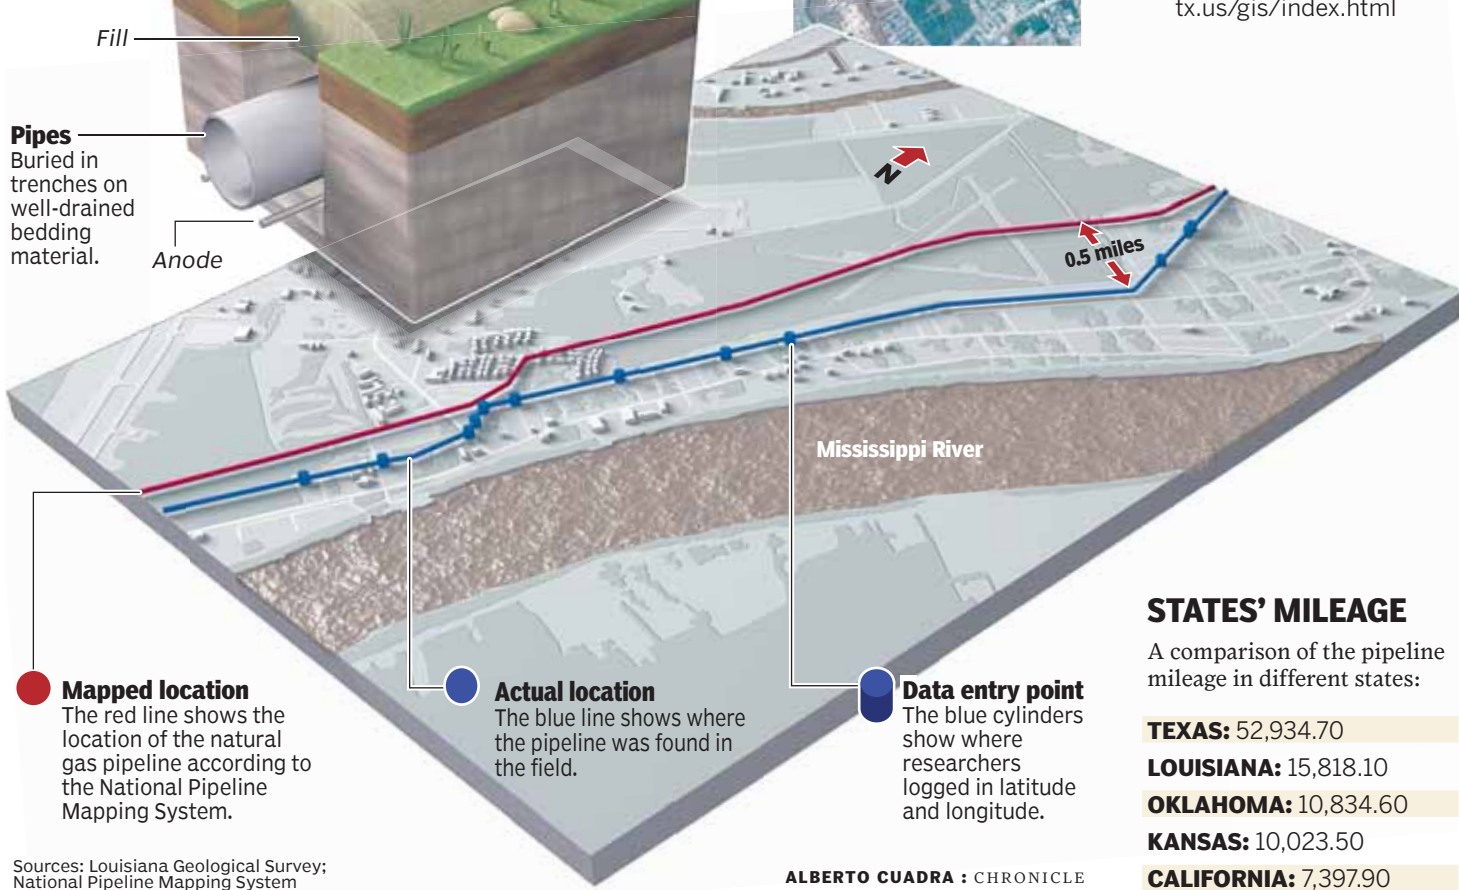 tx.us/gis/index.html
Fill
Pipes
Buried in
trenches on
well-drained
bedding
material.
Anode
N
0.5 miles
Mississippi River
Mapped location
The red line shows the
location of the natural
gas pipeline according to
the National Pipeline
Mapping System.
Actual location
The blue line shows where
the pipeline was found in
the field.
Data entry point
The blue cylinders
show where
researchers
logged in latitude
and longitude.
STATES’ MILEAGE
A comparison of the pipeline
mileage in different states:
TEXAS: 52,934.70
LOUISIANA: 15,818.10
OKLAHOMA: 10,834.60
KANSAS: 10,023.50
CALIFORNIA: 7,397.90
Sources: Louisiana Geological Survey;
National Pipeline Mapping System
ALBERTO CUADRA : CHRONICLE